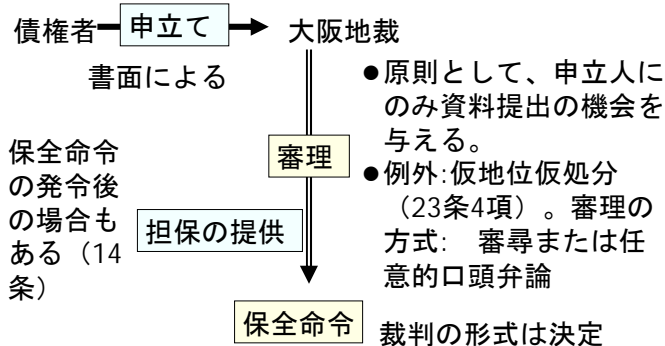 債権者 申立て 大阪地裁
書面による
●原則として、申立人に
のみ資料提出の機会を
与える。
●例外:仮地位仮処分
（23条4項）。審理の
方式: 審尋または任
意的口頭弁論
審理
保全命令
の発令後
の場合も
ある（14
条）
担保の提供
保全命令 裁判の形式は決定